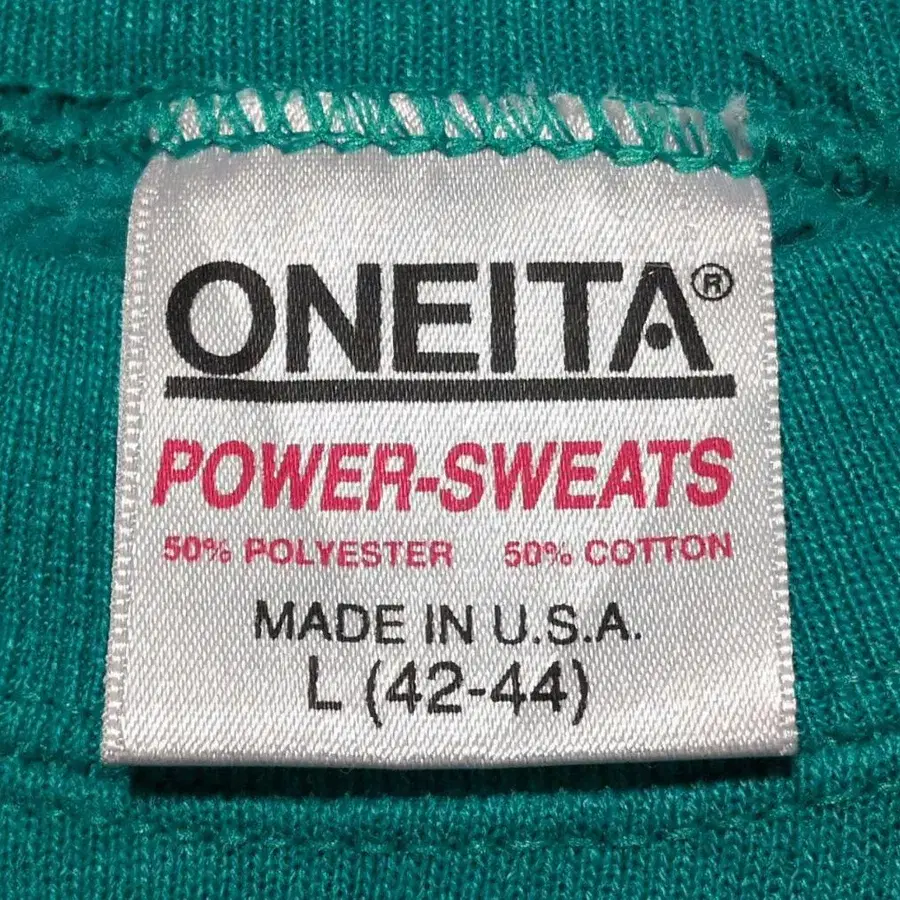 ONEITA®
POWER-SWEATS
50% POLYESTER 50% COTTON
MADE IN U.S.A.
L (42-44)